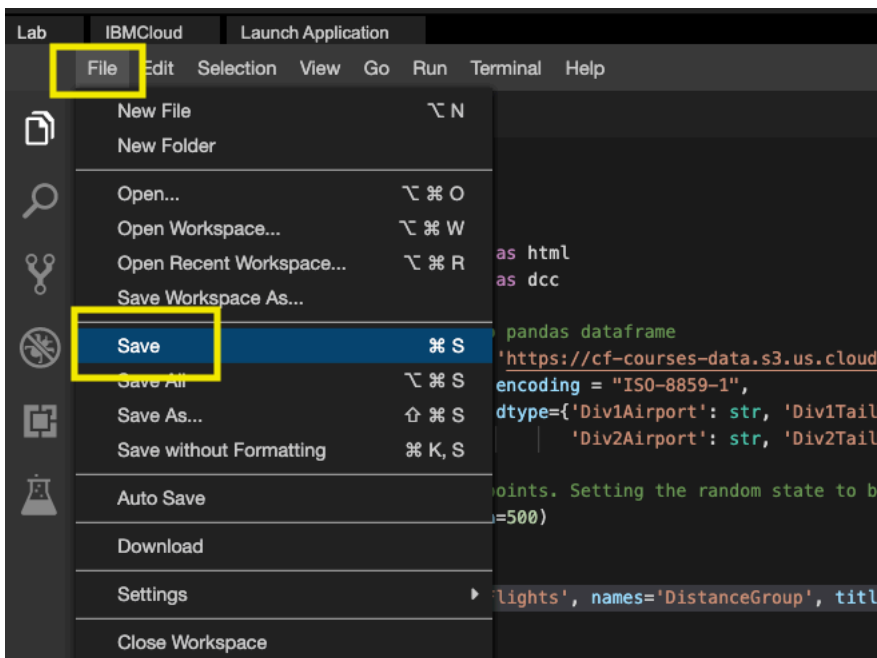 Lab IBMCloud Launch Application
File Edit Selection View Go Run Terminal Help
New File ⌥ N
New Folder
Open... ⌥ ⌘ O
Open Workspace... ⌥ ⌘ W
Open Recent Workspace... ⌥ ⌘ R
Save Workspace As...
Save ⌘ S
Save All ⌥ ⌘ S
Save As... ⇧ ⌘ S
Save without Formatting ⌘ K, S
Auto Save
Download
Settings
Close Workspace
as html
as dcc
pandas dataframe
'https://cf-courses-data.s3.us.cloud
encoding = "ISO-8859-1",
dtype={'Div1Airport': str, 'Div1Tail
'Div2Airport': str, 'Div2Tail
points. Setting the random state to b
=500)
flights', names='DistanceGroup', titl